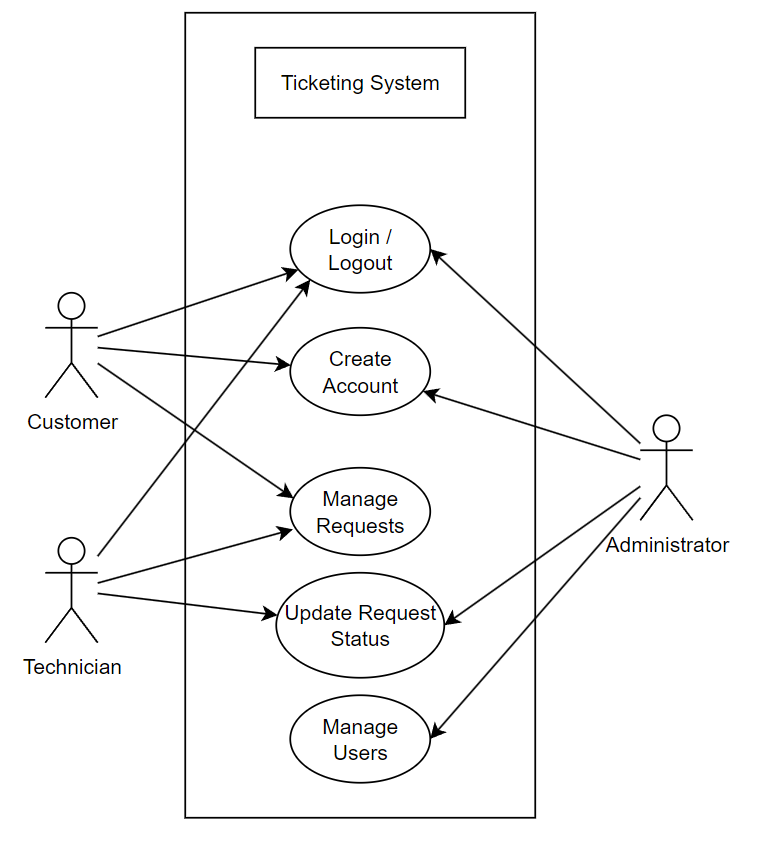 Ticketing System
Login /
Logout
Create
Account
Customer
Manage
Requests
Administrator
Update Request
Status
Technician
Manage
Users